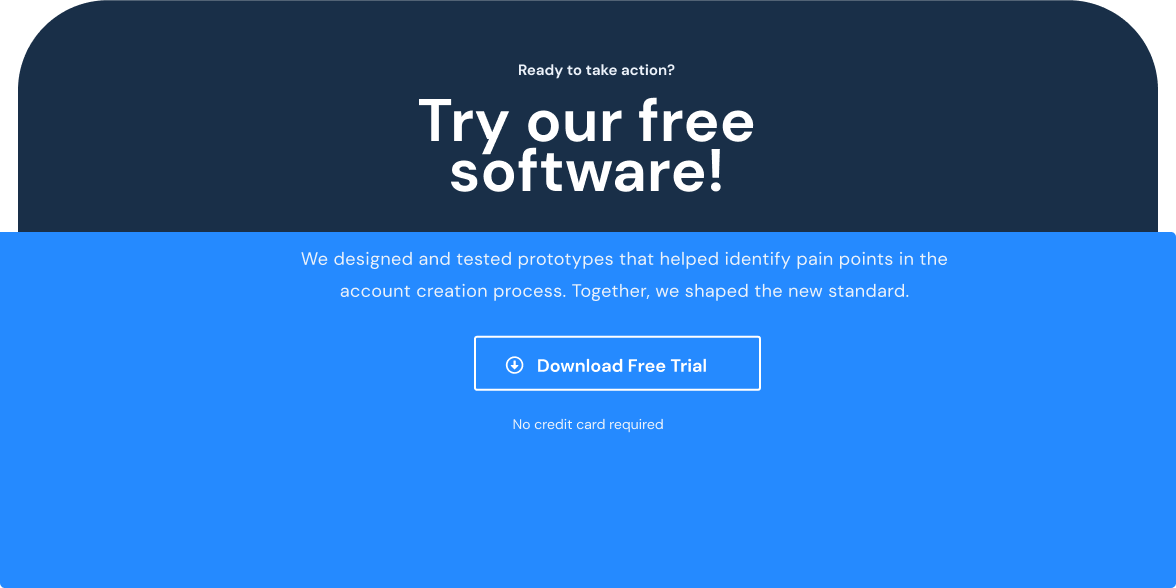 Ready to take action?
Try our free
software!
We designed and tested prototypes that helped identify pain points in the
account creation process. Together, we shaped the new standard.
Download Free Trial
No credit card required